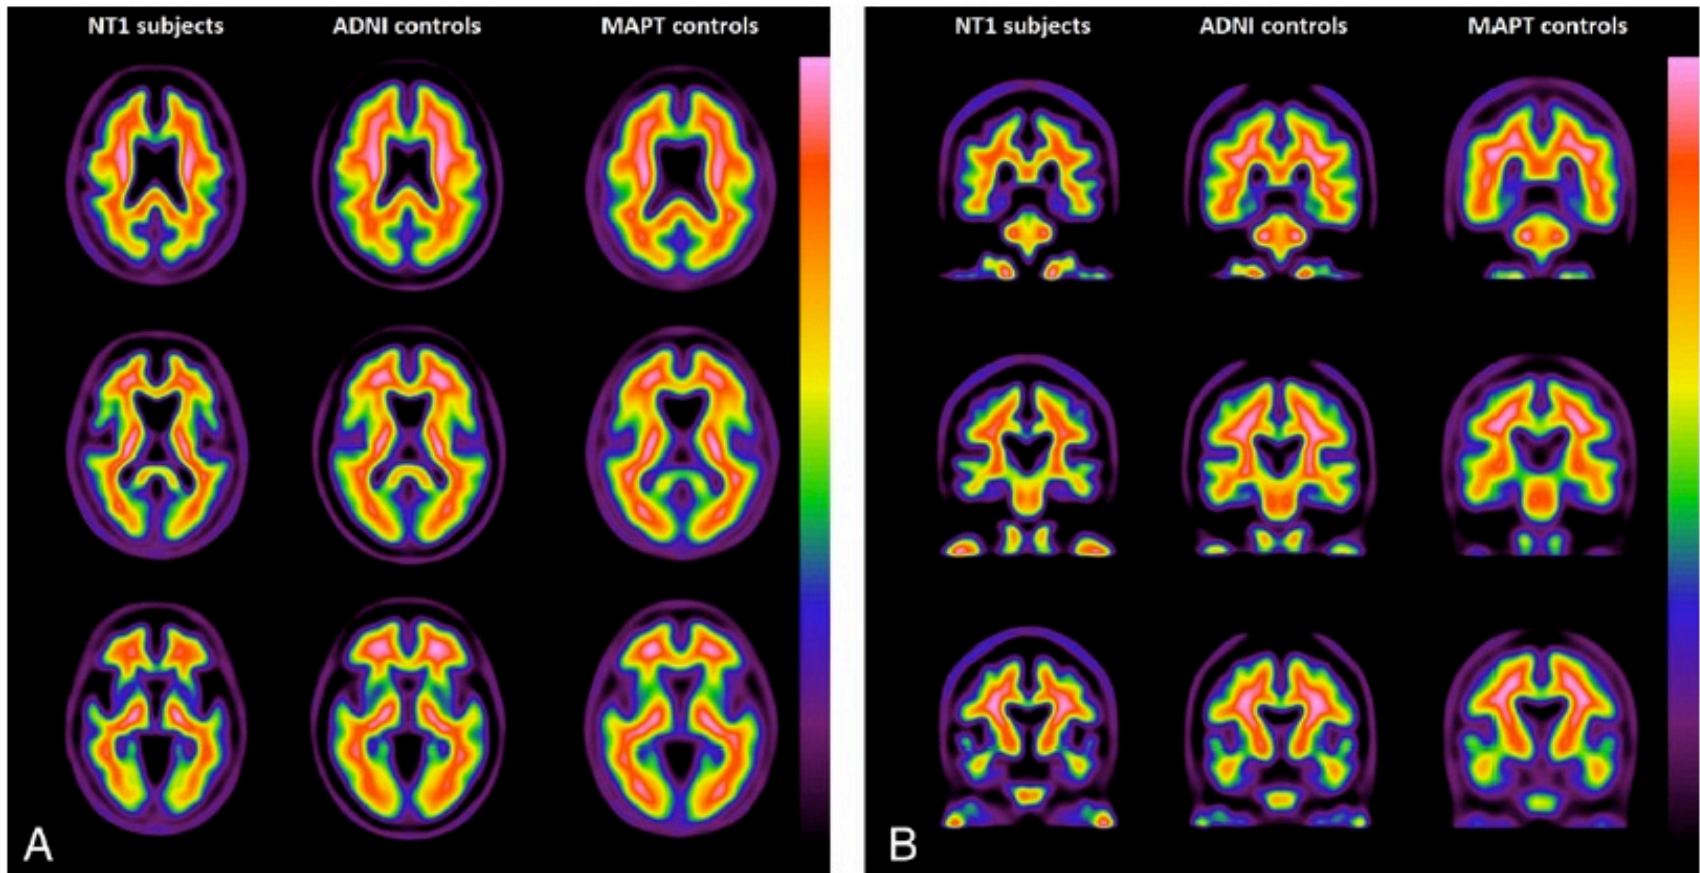 NT1 subjects ADNI controls MAPT controls
A
NT1 subjects ADNI controls MAPT controls
B